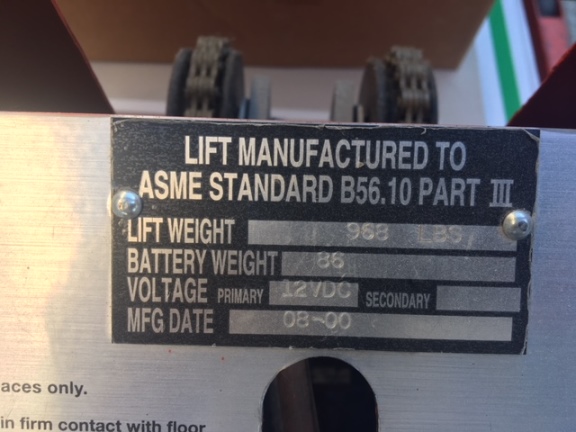 LIFT MANUFACTURED TO
ASME STANDARD B56.10 PART III
LIFT WEIGHT 968 LBS
BATTERY WEIGHT 86
VOLTAGE PRIMARY 12VDC SECONDARY
MFG DATE 08-00
aces only.
in firm contact with floor